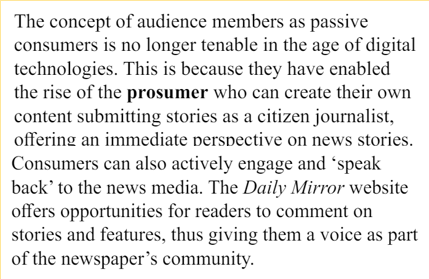 The concept of audience members as passive
consumers is no longer tenable in the age of digital
technologies. This is because they have enabled
the rise of the prosumer who can create their own
content submitting stories as a citizen journalist,
offering an immediate perspective on news stories.
Consumers can also actively engage and ‘speak
back’ to the news media. The Daily Mirror website
offers opportunities for readers to comment on
stories and features, thus giving them a voice as part
of the newspaper’s community.